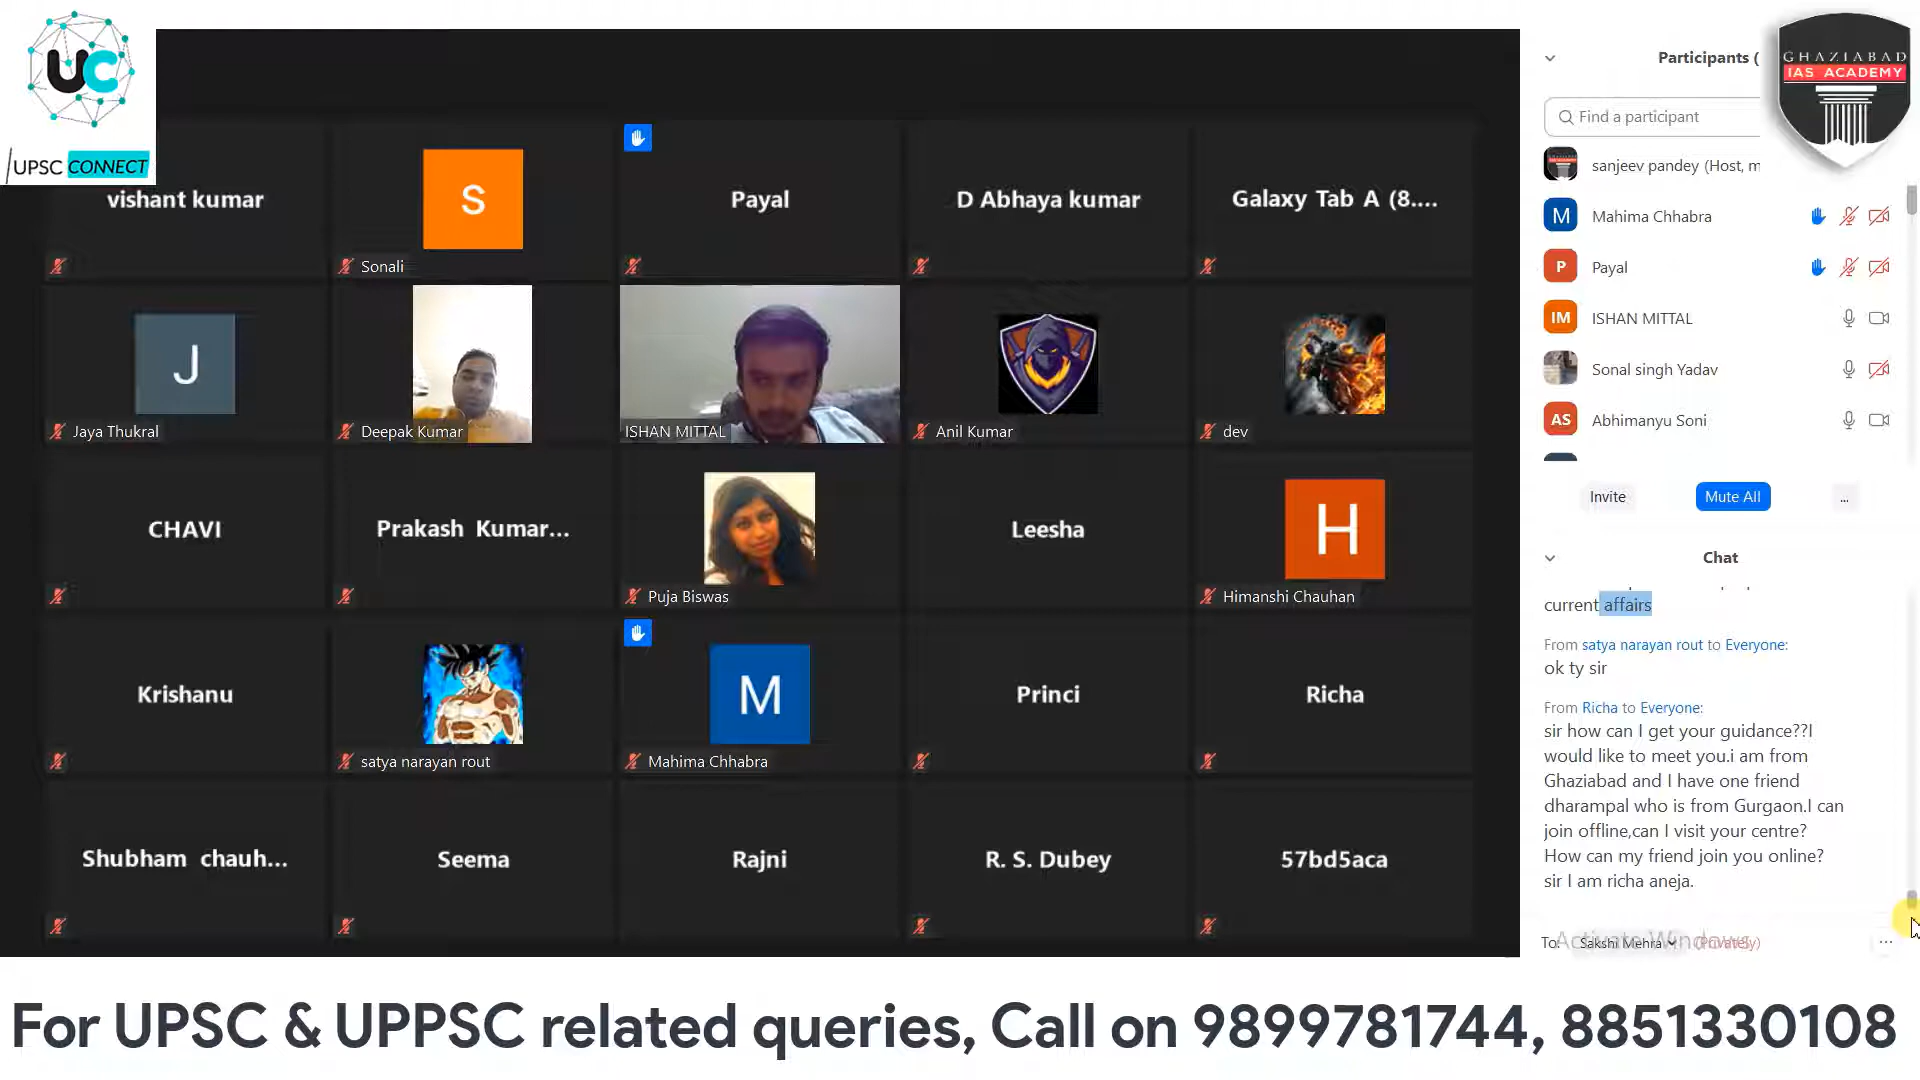 UC
UPSC CONNECT
GHAZIABAD
IAS ACADEMY
vishant kumar
S
Sonali
Payal
D Abhaya kumar
Galaxy Tab A (8....
J
Jaya Thukral
Deepak Kumar
ISHAN MITTAL
Anil Kumar
dev
CHAVI
Prakash Kumar...
Puja Biswas
Leesha
H
Himanshi Chauhan
Krishanu
satya narayan rout
M
Mahima Chhabra
Princi
Richa
Shubham chauh...
Seema
Rajni
R. S. Dubey
57bd5aca
Participants (
Find a participant
sanjeev pandey (Host, m
M Mahima Chhabra
P Payal
IM ISHAN MITTAL
Sonal singh Yadav
AS Abhimanyu Soni
Invite
Mute All
...
Chat
current affairs
From satya narayan rout to Everyone:
ok ty sir
From Richa to Everyone:
sir how can I get your guidance??I
would like to meet you.i am from
Ghaziabad and I have one friend
dharampal who is from Gurgaon.I can
join offline,can I visit your centre?
How can my friend join you online?
sir I am richa aneja.
To: Sakshi Mehra (Privately)
Activate Windows
For UPSC & UPPSC related queries, Call on 9899781744, 8851330108